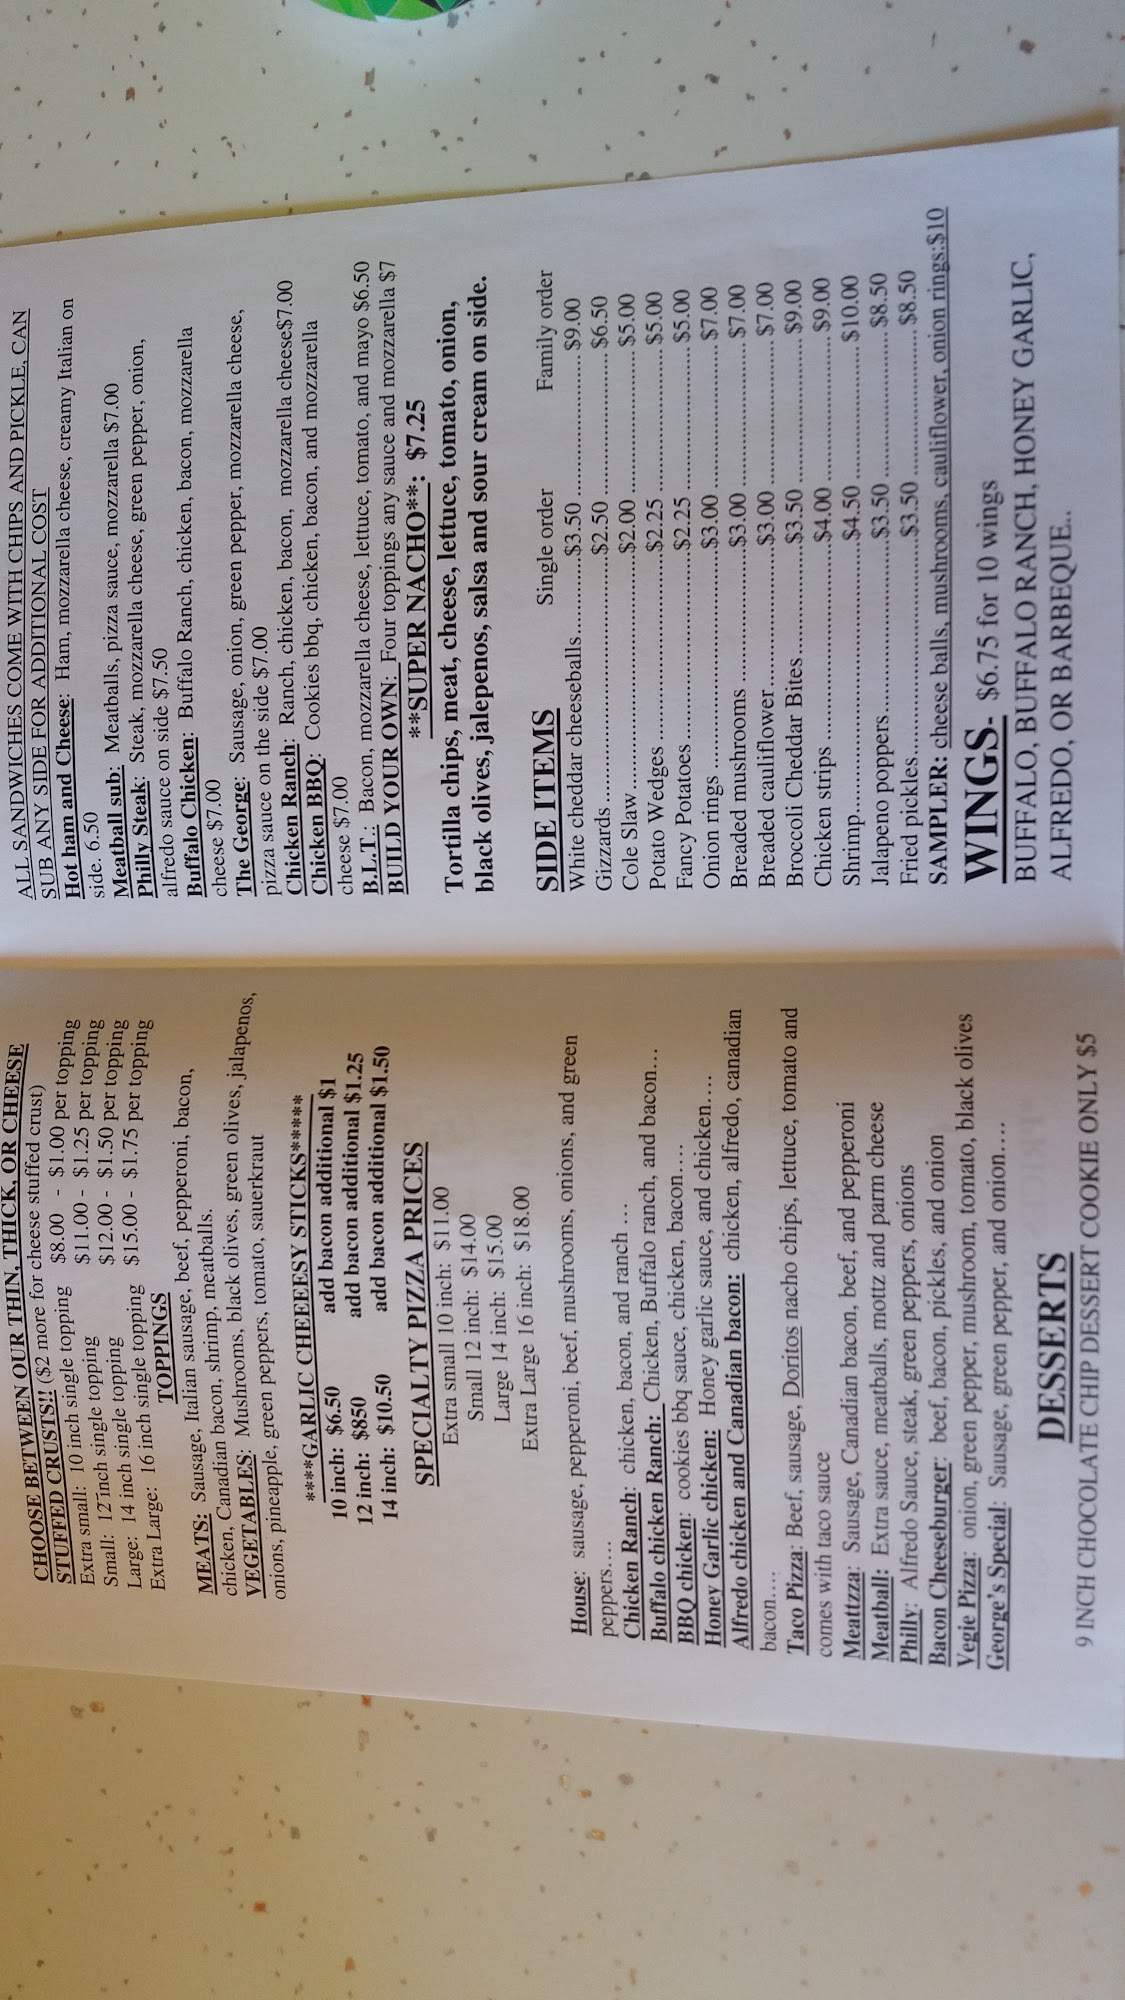 CHOOSE BETWEEN OUR THIN, THICK, OR CHEESE
STUFFED CRUSTS!! ($2 more for cheese stuffed crust)
Extra small: 10 inch single topping $8.00 - $1.00 per topping
Small: 12 inch single topping $11.00 - $1.25 per topping
Large: 14 inch single topping $12.00 - $1.50 per topping
Extra Large: 16 inch single topping $15.00 - $1.75 per topping
TOPPINGS
MEATS: Sausage, Italian sausage, beef, pepperoni, bacon,
chicken, Canadian bacon, shrimp, meatballs.
VEGETABLES: Mushrooms, black olives, green olives, jalapenos,
onions, pineapple, green peppers, tomato, sauerkraut
****GARLIC CHEEESY STICKS*****
10 inch: $6.50 add bacon additional $1
12 inch: $850 add bacon additional $1.25
14 inch: $10.50 add bacon additional $1.50
SPECIALTY PIZZA PRICES
Extra small 10 inch: $11.00
Small 12 inch: $14.00
Large 14 inch: $15.00
Extra Large 16 inch: $18.00
House: sausage, pepperoni, beef, mushrooms, onions, and green
peppers....
Chicken Ranch: chicken, bacon, and ranch ...
Buffalo chicken Ranch: Chicken, Buffalo ranch, and bacon...
BBQ chicken: cookies bbq sauce, chicken, bacon.....
Honey Garlic chicken: Honey garlic sauce, and chicken....
Alfredo chicken and Canadian bacon: chicken, alfredo, canadian
bacon....
Taco Pizza: Beef, sausage, Doritos nacho chips, lettuce, tomato and
comes with taco sauce
Meattzza: Sausage, Canadian bacon, beef, and pepperoni
Meatball: Extra sauce, meatballs, mottz and parm cheese
Philly: Alfredo Sauce, steak, green peppers, onions
Bacon Cheeseburger: beef, bacon, pickles, and onion
Vegie Pizza: onion, green pepper, mushroom, tomato, black olives
George's Special: Sausage, green pepper, and onion.....
DESSERTS
9 INCH CHOCOLATE CHIP DESSERT COOKIE ONLY $5
ALL SANDWICHES COME WITH CHIPS AND PICKLE, CAN
SUB ANY SIDE FOR ADDITIONAL COST
Hot ham and Cheese: Ham, mozzarella cheese, creamy Italian on
side. 6.50
Meatball sub: Meatballs, pizza sauce, mozzarella $7.00
Philly Steak: Steak, mozzarella cheese, green pepper, onion,
alfredo sauce on side $7.50
Buffalo Chicken: Buffalo Ranch, chicken, bacon, mozzarella
cheese $7.00
The George: Sausage, onion, green pepper, mozzarella cheese,
pizza sauce on the side $7.00
Chicken Ranch: Ranch, chicken, bacon, mozzarella cheese$7.00
Chicken BBQ: Cookies bbq, chicken, bacon, and mozzarella
cheese $7.00
B.L.T.: Bacon, mozzarella cheese, lettuce, tomato, and mayo $6.50
BUILD YOUR OWN: Four toppings any sauce and mozzarella $7
**SUPER NACHO**: $7.25
Tortilla chips, meat, cheese, lettuce, tomato, onion,
black olives, jalepenos, salsa and sour cream on side.
SIDE ITEMS Single order Family order
White cheddar cheeseballs..........$3.50....................$9.00
Gizzards..........$2.50....................$6.50
Cole Slaw..........$2.00....................$5.00
Potato Wedges..........$2.25....................$5.00
Fancy Potatoes..........$2.25....................$5.00
Onion rings..........$3.00....................$7.00
Breaded mushrooms..........$3.00....................$7.00
Breaded cauliflower..........$3.00....................$7.00
Broccoli Cheddar Bites..........$3.50....................$9.00
Chicken strips..........$4.00....................$9.00
Shrimp..........$4.50....................$10.00
Jalapeno poppers..........$3.50....................$8.50
Fried pickles..........$3.50....................$8.50
SAMPLER: cheese balls, mushrooms, cauliflower, onion rings:$10
WINGS- $6.75 for 10 wings
BUFFALO, BUFFALO RANCH, HONEY GARLIC,
ALFREDO, OR BARBEQUE..